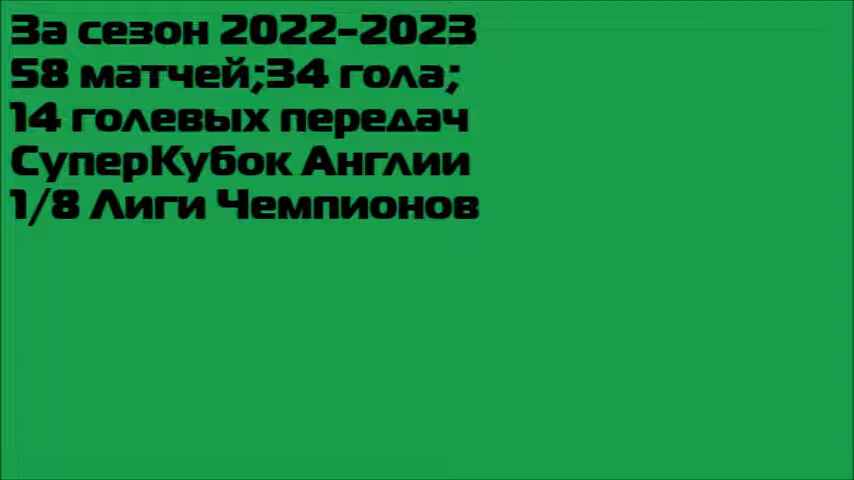 За сезон 2022-2023
58 матчей;34 гола;
14 голевых передач
СуперКубок Англии
1/8 Лиги Чемпионов